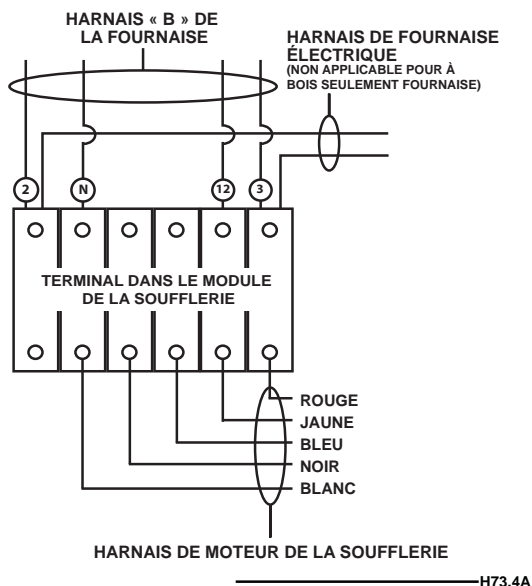 HARNAIS « B » DE
LA FOURNAISE
HARNAIS DE FOURNAISE
ÉLECTRIQUE
(NON APPLICABLE POUR À
BOIS SEULEMENT FOURNAISE)
2
N
12
3
TERMINAL DANS LE MODULE
DE LA SOUFFLERIE
ROUGE
JAUNE
BLEU
NOIR
BLANC
HARNAIS DE MOTEUR DE LA SOUFFLERIE
H73.4A